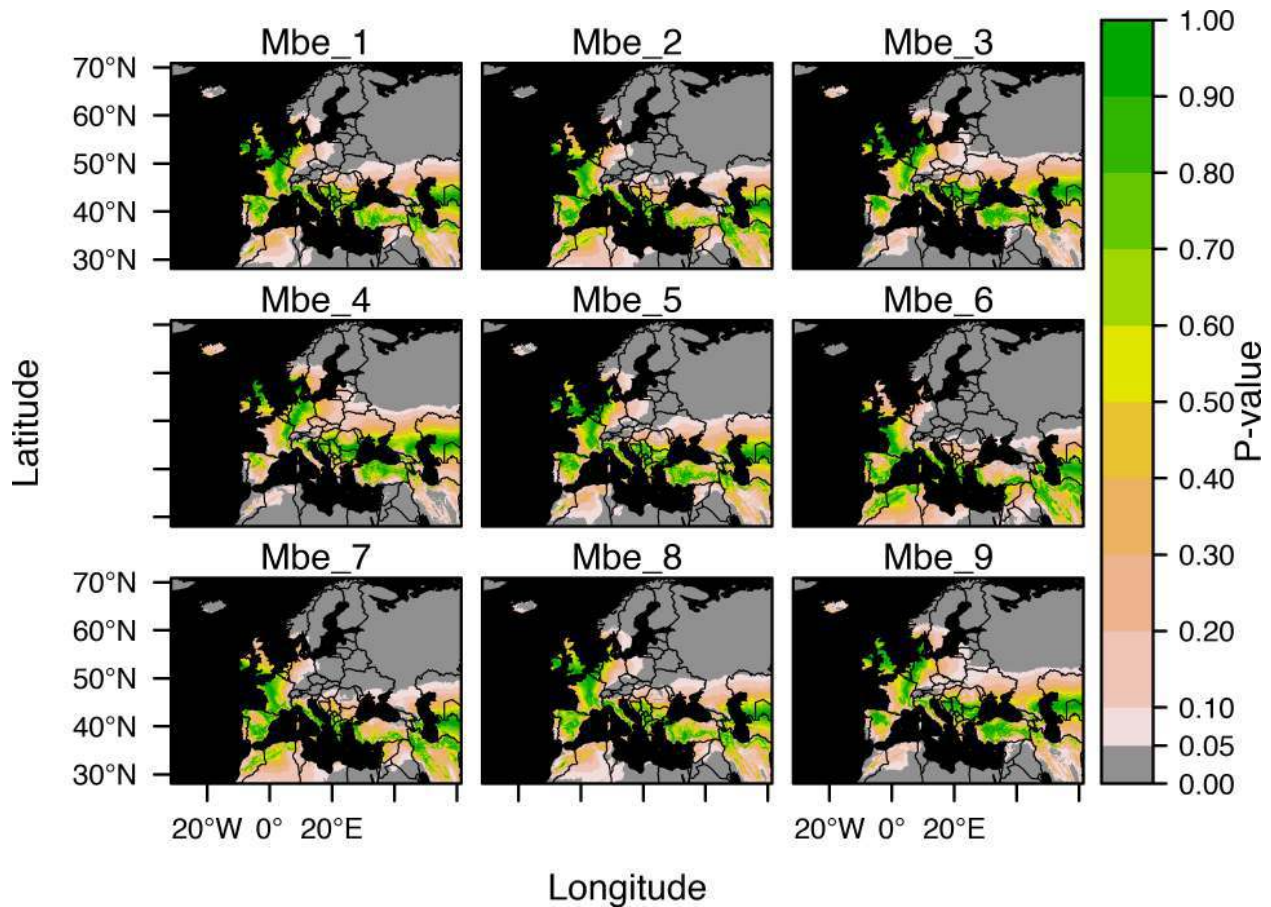 Mbe_1 Mbe_2 Mbe_3
70°N
60°N
50°N
40°N
30°N
Mbe_4 Mbe_5 Mbe_6
Mbe_7 Mbe_8 Mbe_9
70°N
60°N
50°N
40°N
30°N
20°W 0° 20°E 20°W 0° 20°E
Latitude
Longitude
1.00
0.90
0.80
0.70
0.60
0.50
0.40
0.30
0.20
0.10
0.05
0.00
P-value